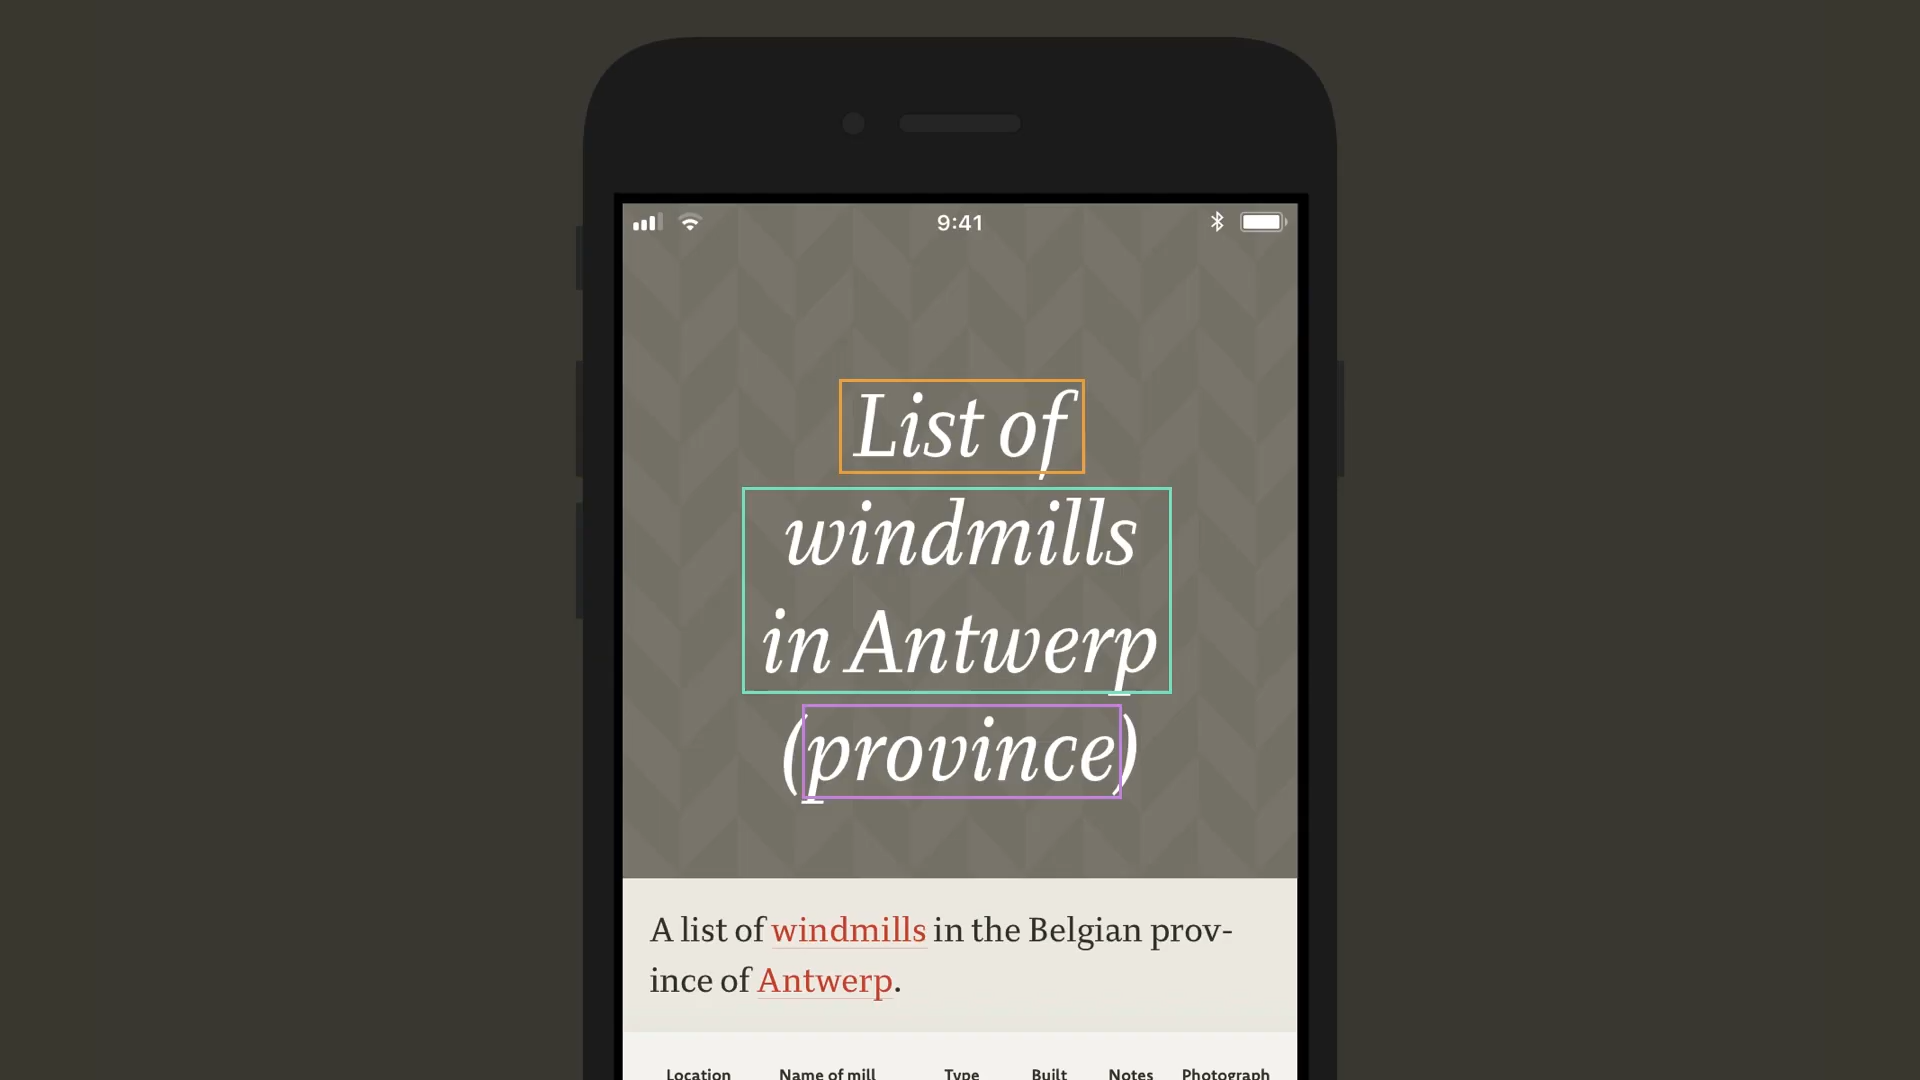 9:41
List of
windmills
in Antwerp
(province)
A list of windmills in the Belgian prov-
ince of Antwerp.
Location Name of mill Type Built Notes Photograph